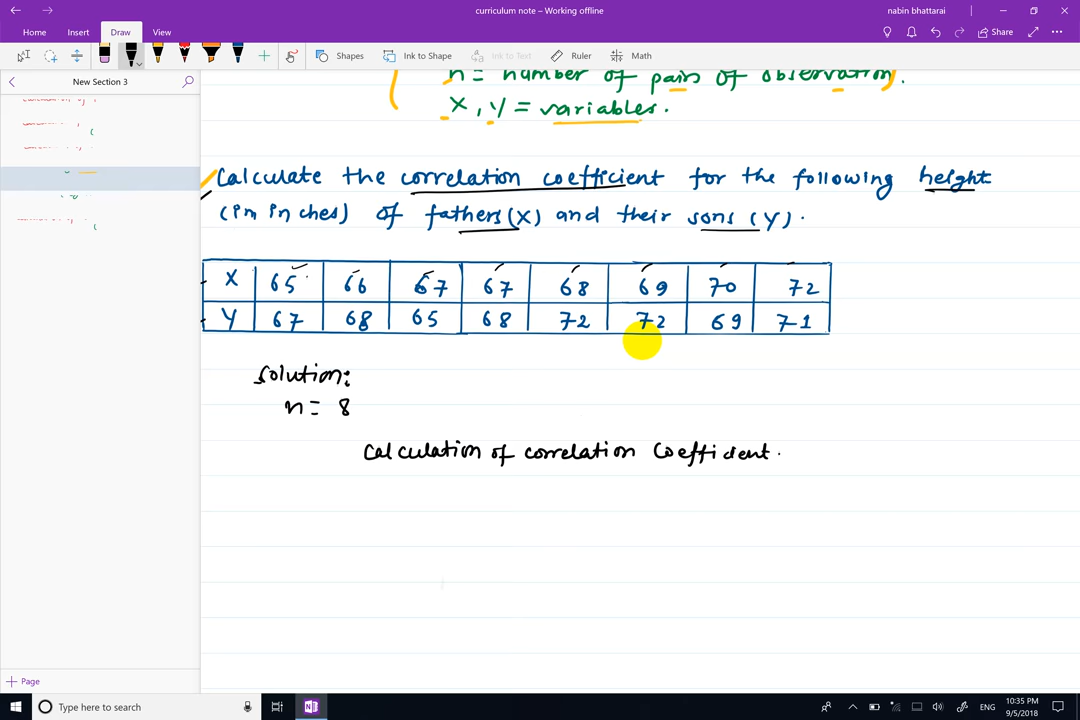 curriculum note – Working offline
nabin bhattarai
Home Insert Draw View
Share
Shapes Ink to Shape Ink to Text Ruler Math
New Section 3
n = number of pairs of observation.
X, Y = variables.
Calculate the correlation coefficient for the following height
(in inches) of fathers (X) and their sons (Y).
X 65 66 67 67 68 69 70 72
Y 67 68 65 68 72 72 69 71
Solution:
n = 8
Calculation of correlation Coefficient.
+ Page
Type here to search
ENG
10:35 PM
9/5/2018